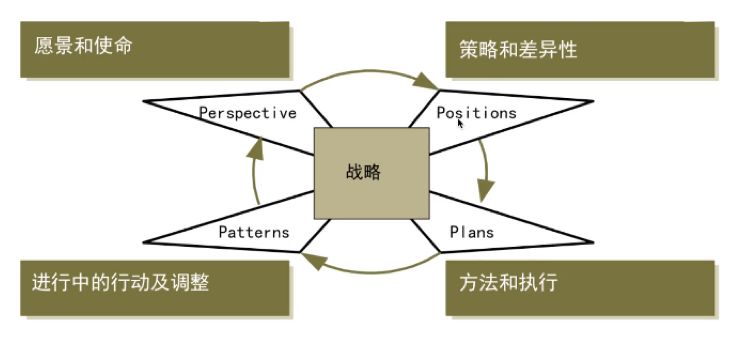 愿景和使命
策略和差异性
Perspective
Positions
战略
Patterns
Plans
进行中的行动及调整
方法和执行